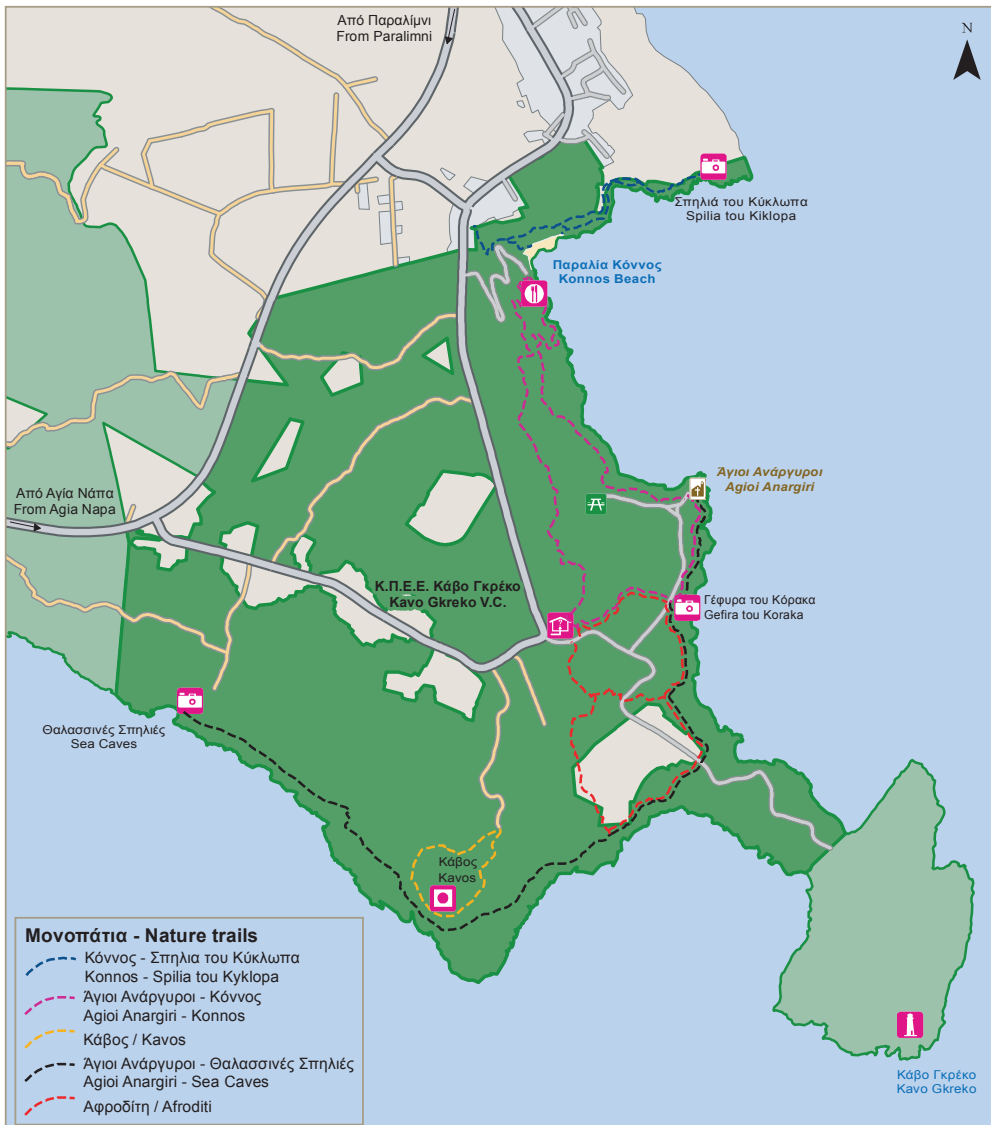 Από Παραλίμνι
From Paralimni
N
Σπηλιά του Κύκλωπα
Spilia tou Kiklopa
Παραλία Κόννος
Konnos Beach
Άγιοι Ανάργυροι
Agioi Anargiri
Από Αγία Νάπα
From Agia Napa
Κ.Π.Ε.Ε. Κάβο Γκρέκο
Kavo Gkreko V.C.
Γέφυρα του Κόρακα
Gefira tou Koraka
Θαλασσινές Σπηλιές
Sea Caves
Κάβος
Kavos
Μονοπάτια - Nature trails
Κόννος - Σπηλια του Κύκλωπα
Konnos - Spilia tou Kyklopa
Άγιοι Ανάργυροι - Κόννος
Agioi Anargiri - Konnos
Κάβος / Kavos
Άγιοι Ανάργυροι - Θαλασσινές Σπηλιές
Agioi Anargiri - Sea Caves
Αφροδίτη / Afroditi
Κάβο Γκρέκο
Kavo Gkreko